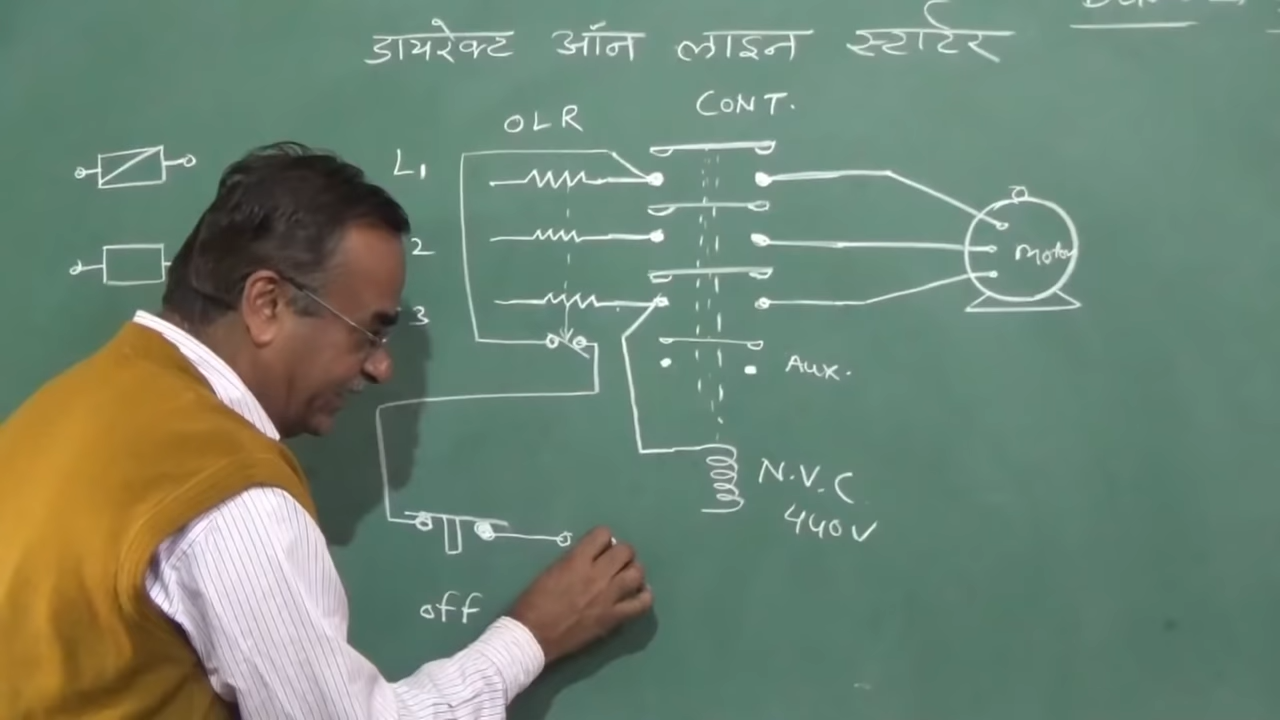 डायरेक्ट ऑन लाइन स्टार्टर
OLR
CONT.
L1
2
3
Motor
Aux.
N.V.C.
440V
off